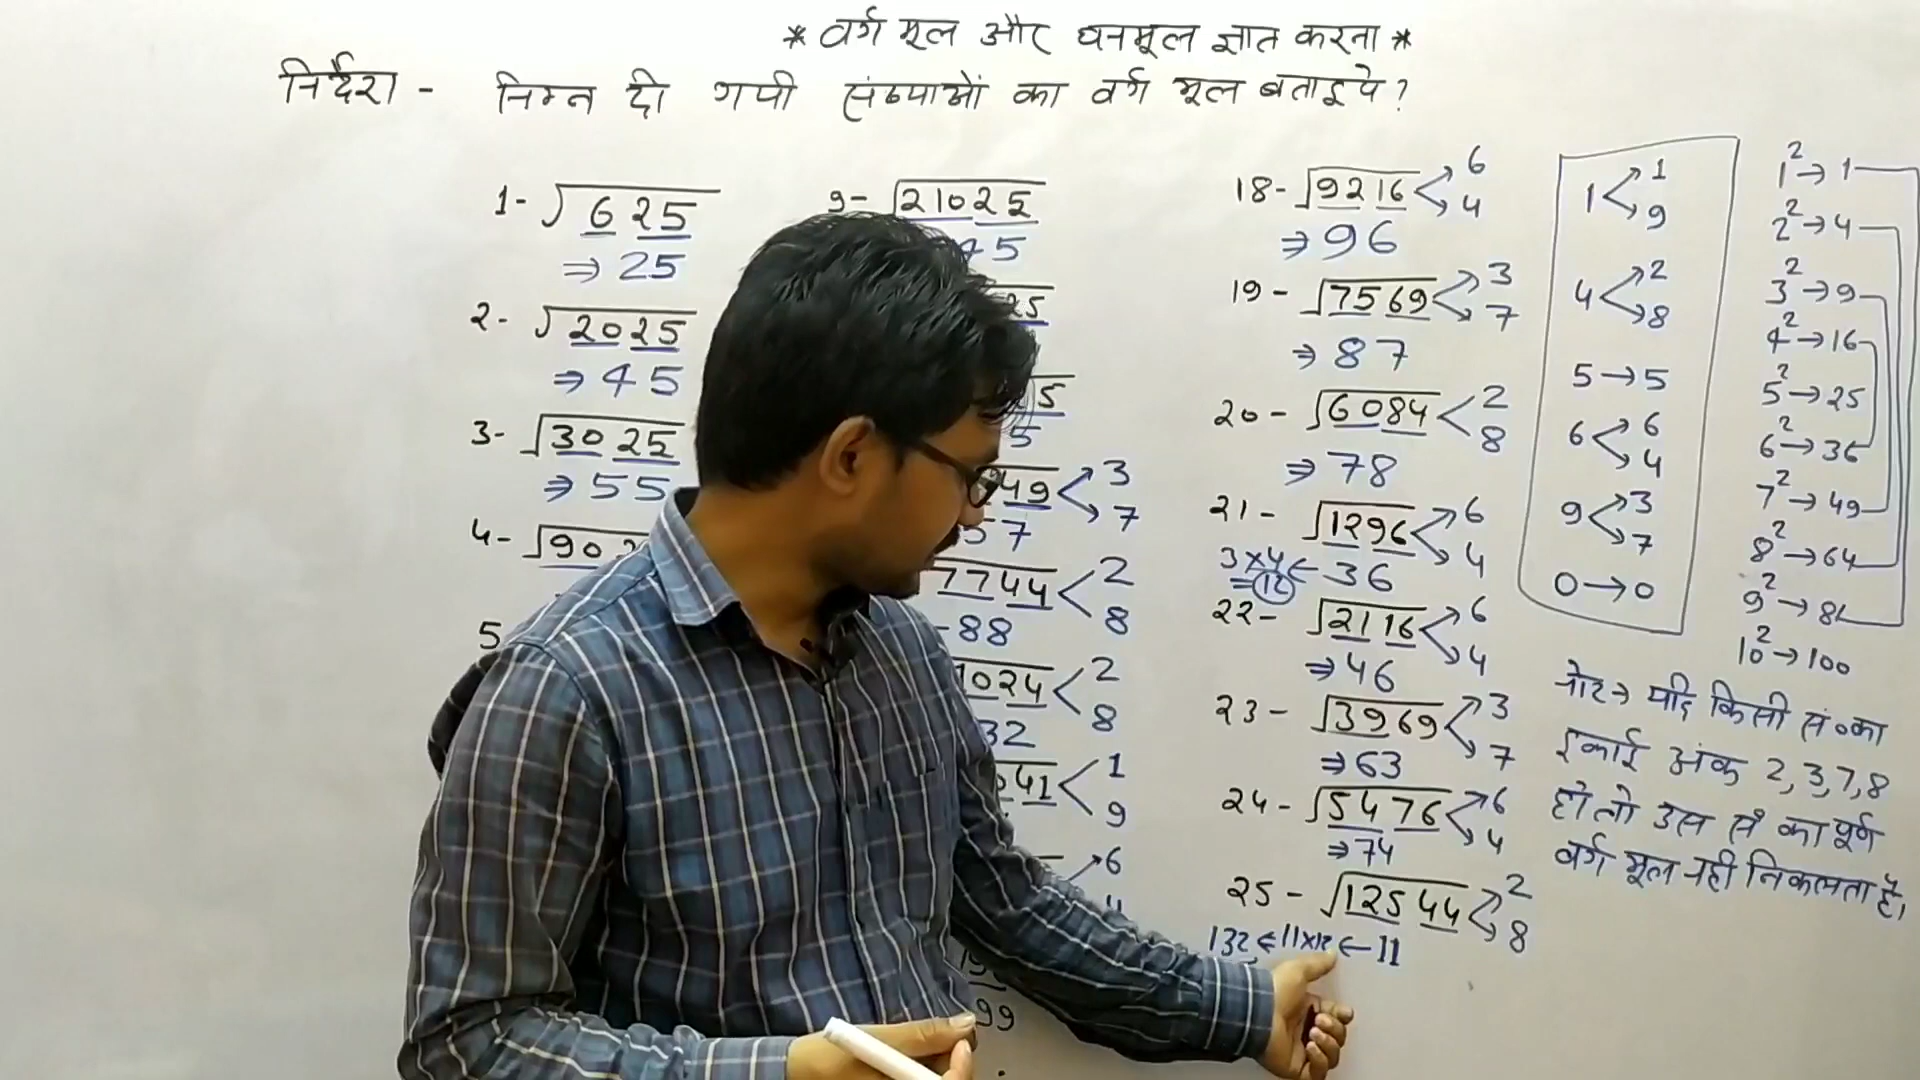 * वर्ग मूल और घनमूल ज्ञात करना *
निर्देश - निम्न दी गयी संख्याओं का वर्ग मूल बताइये ?
1- √625
⇒ 25
2- √2025
⇒ 45
3- √3025
⇒ 55
4- √90
5
9- √21025
45
25
5
5
49 < 3 7
57
7744 < 2 8
-88
1024 < 2 8
32
41 < 1 9
6
99
18- √9216 < 6 4
⇒ 96
19- √7569 < 3 7
⇒ 87
20- √6084 < 2 8
⇒ 78
21- √1296 < 6 4
3×4 ← 36
= 12
22- √2116 < 6 4
⇒ 46
23- √3969 < 3 7
⇒ 63
24- √5476 < 6 4
⇒ 74
25- √12544 < 2 8
132 ← 11×12 ← 11
1 < 1 9
4 < 2 8
5 → 5
6 < 6 4
9 < 3 7
0 → 0
1² → 1
2² → 4
3² → 9
4² → 16
5² → 25
6² → 36
7² → 49
8² → 64
9² → 81
10² → 100
नोट → यदि किसी सं०का
इकाई अंक 2,3,7,8
हो तो उस सं का पूर्ण
वर्ग मूल नही निकलता है।